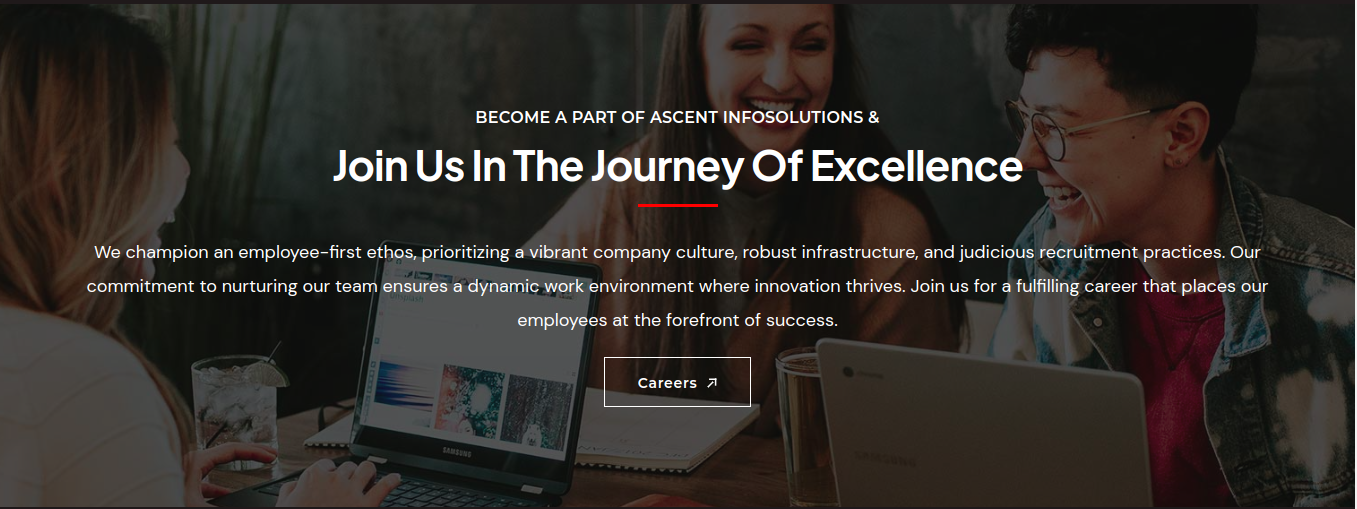 BECOME A PART OF ASCENT INFOSOLUTIONS &
Join Us In The Journey Of Excellence
We champion an employee-first ethos, prioritizing a vibrant company culture, robust infrastructure, and judicious recruitment practices. Our
commitment to nurturing our team ensures a dynamic work environment where innovation thrives. Join us for a fulfilling career that places our
employees at the forefront of success.
Unsplash
Careers
SAMSUNG
SAMSUNG